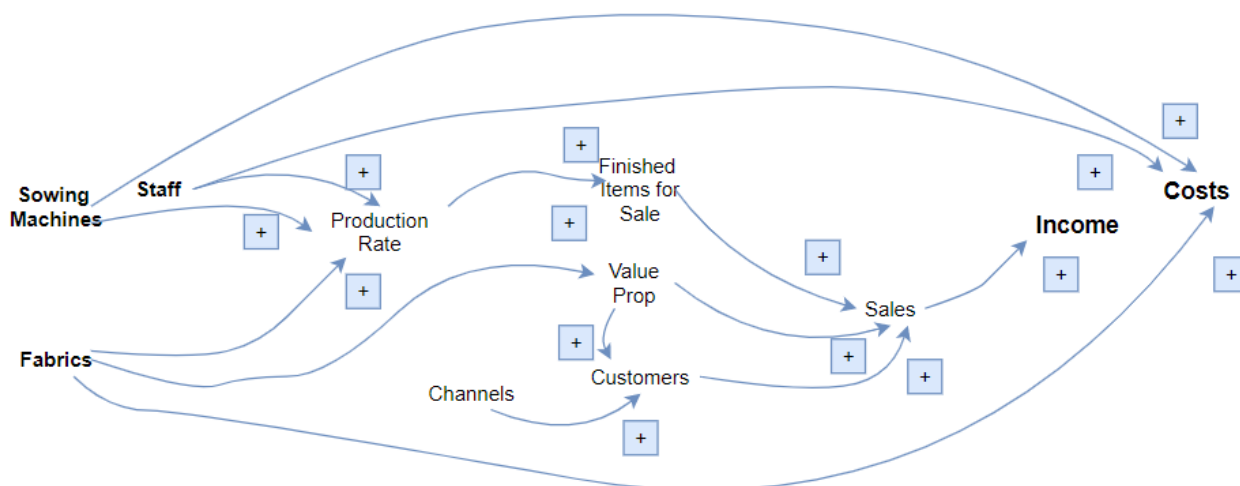 +
+
+
Finished
Items for
Sale
+
Costs
Sowing
Machines
Staff
+
Production
Rate
+
+
Income
+
Value
Prop
+
+
+
Sales
+
Fabrics
+
Customers
+
Channels
+